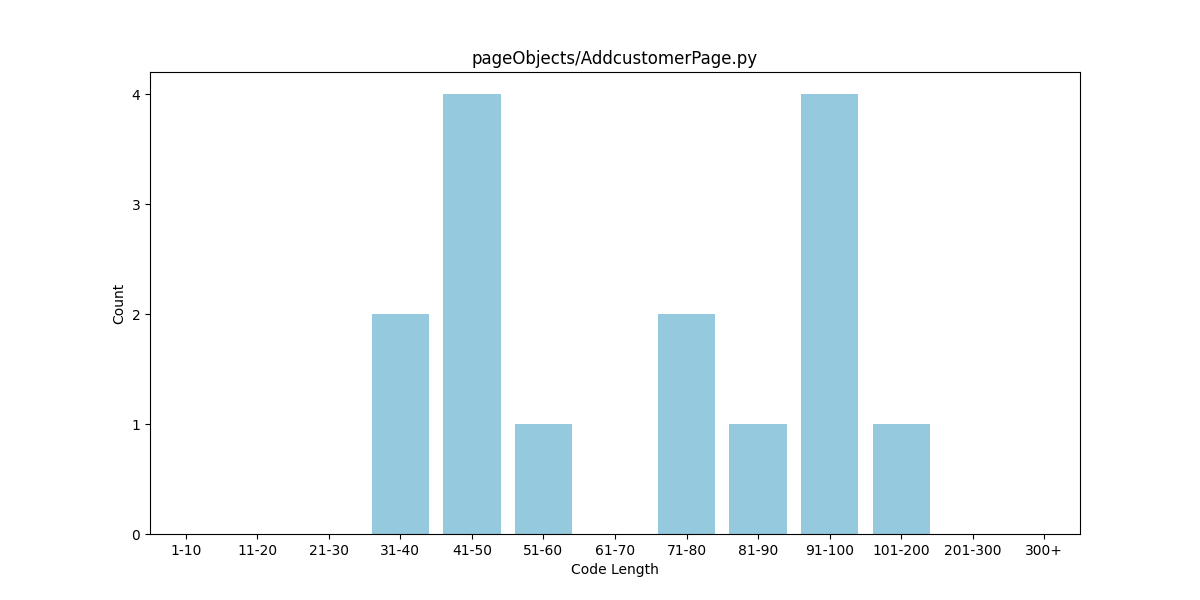 pageObjects/AddcustomerPage.py
4
3
2
1
0
Count
1-10 11-20 21-30 31-40 41-50 51-60 61-70 71-80 81-90 91-100 101-200 201-300 300+
Code Length